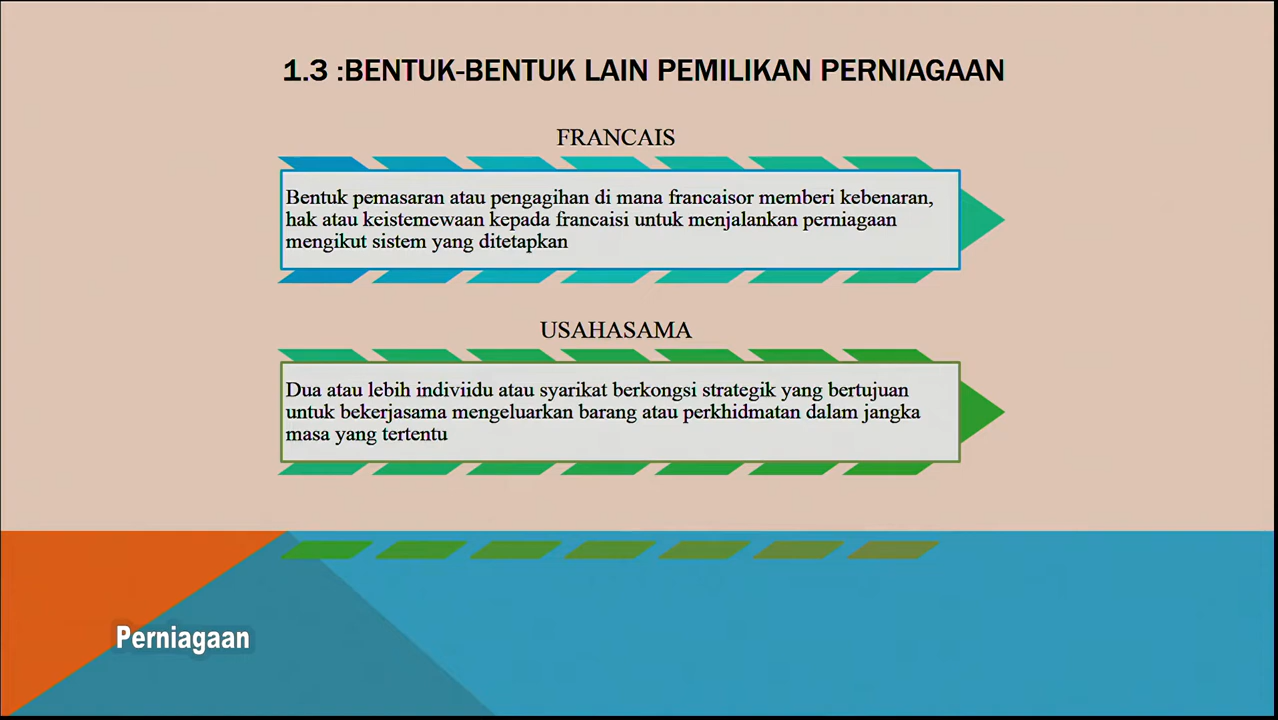 1.3 :BENTUK-BENTUK LAIN PEMILIKAN PERNIAGAAN
FRANCAIS
Bentuk pemasaran atau pengagihan di mana francaisor memberi kebenaran,
hak atau keistemewaan kepada francaisi untuk menjalankan perniagaan
mengikut sistem yang ditetapkan
USAHASAMA
Dua atau lebih indiviidu atau syarikat berkongsi strategik yang bertujuan
untuk bekerjasama mengeluarkan barang atau perkhidmatan dalam jangka
masa yang tertentu
Perniagaan